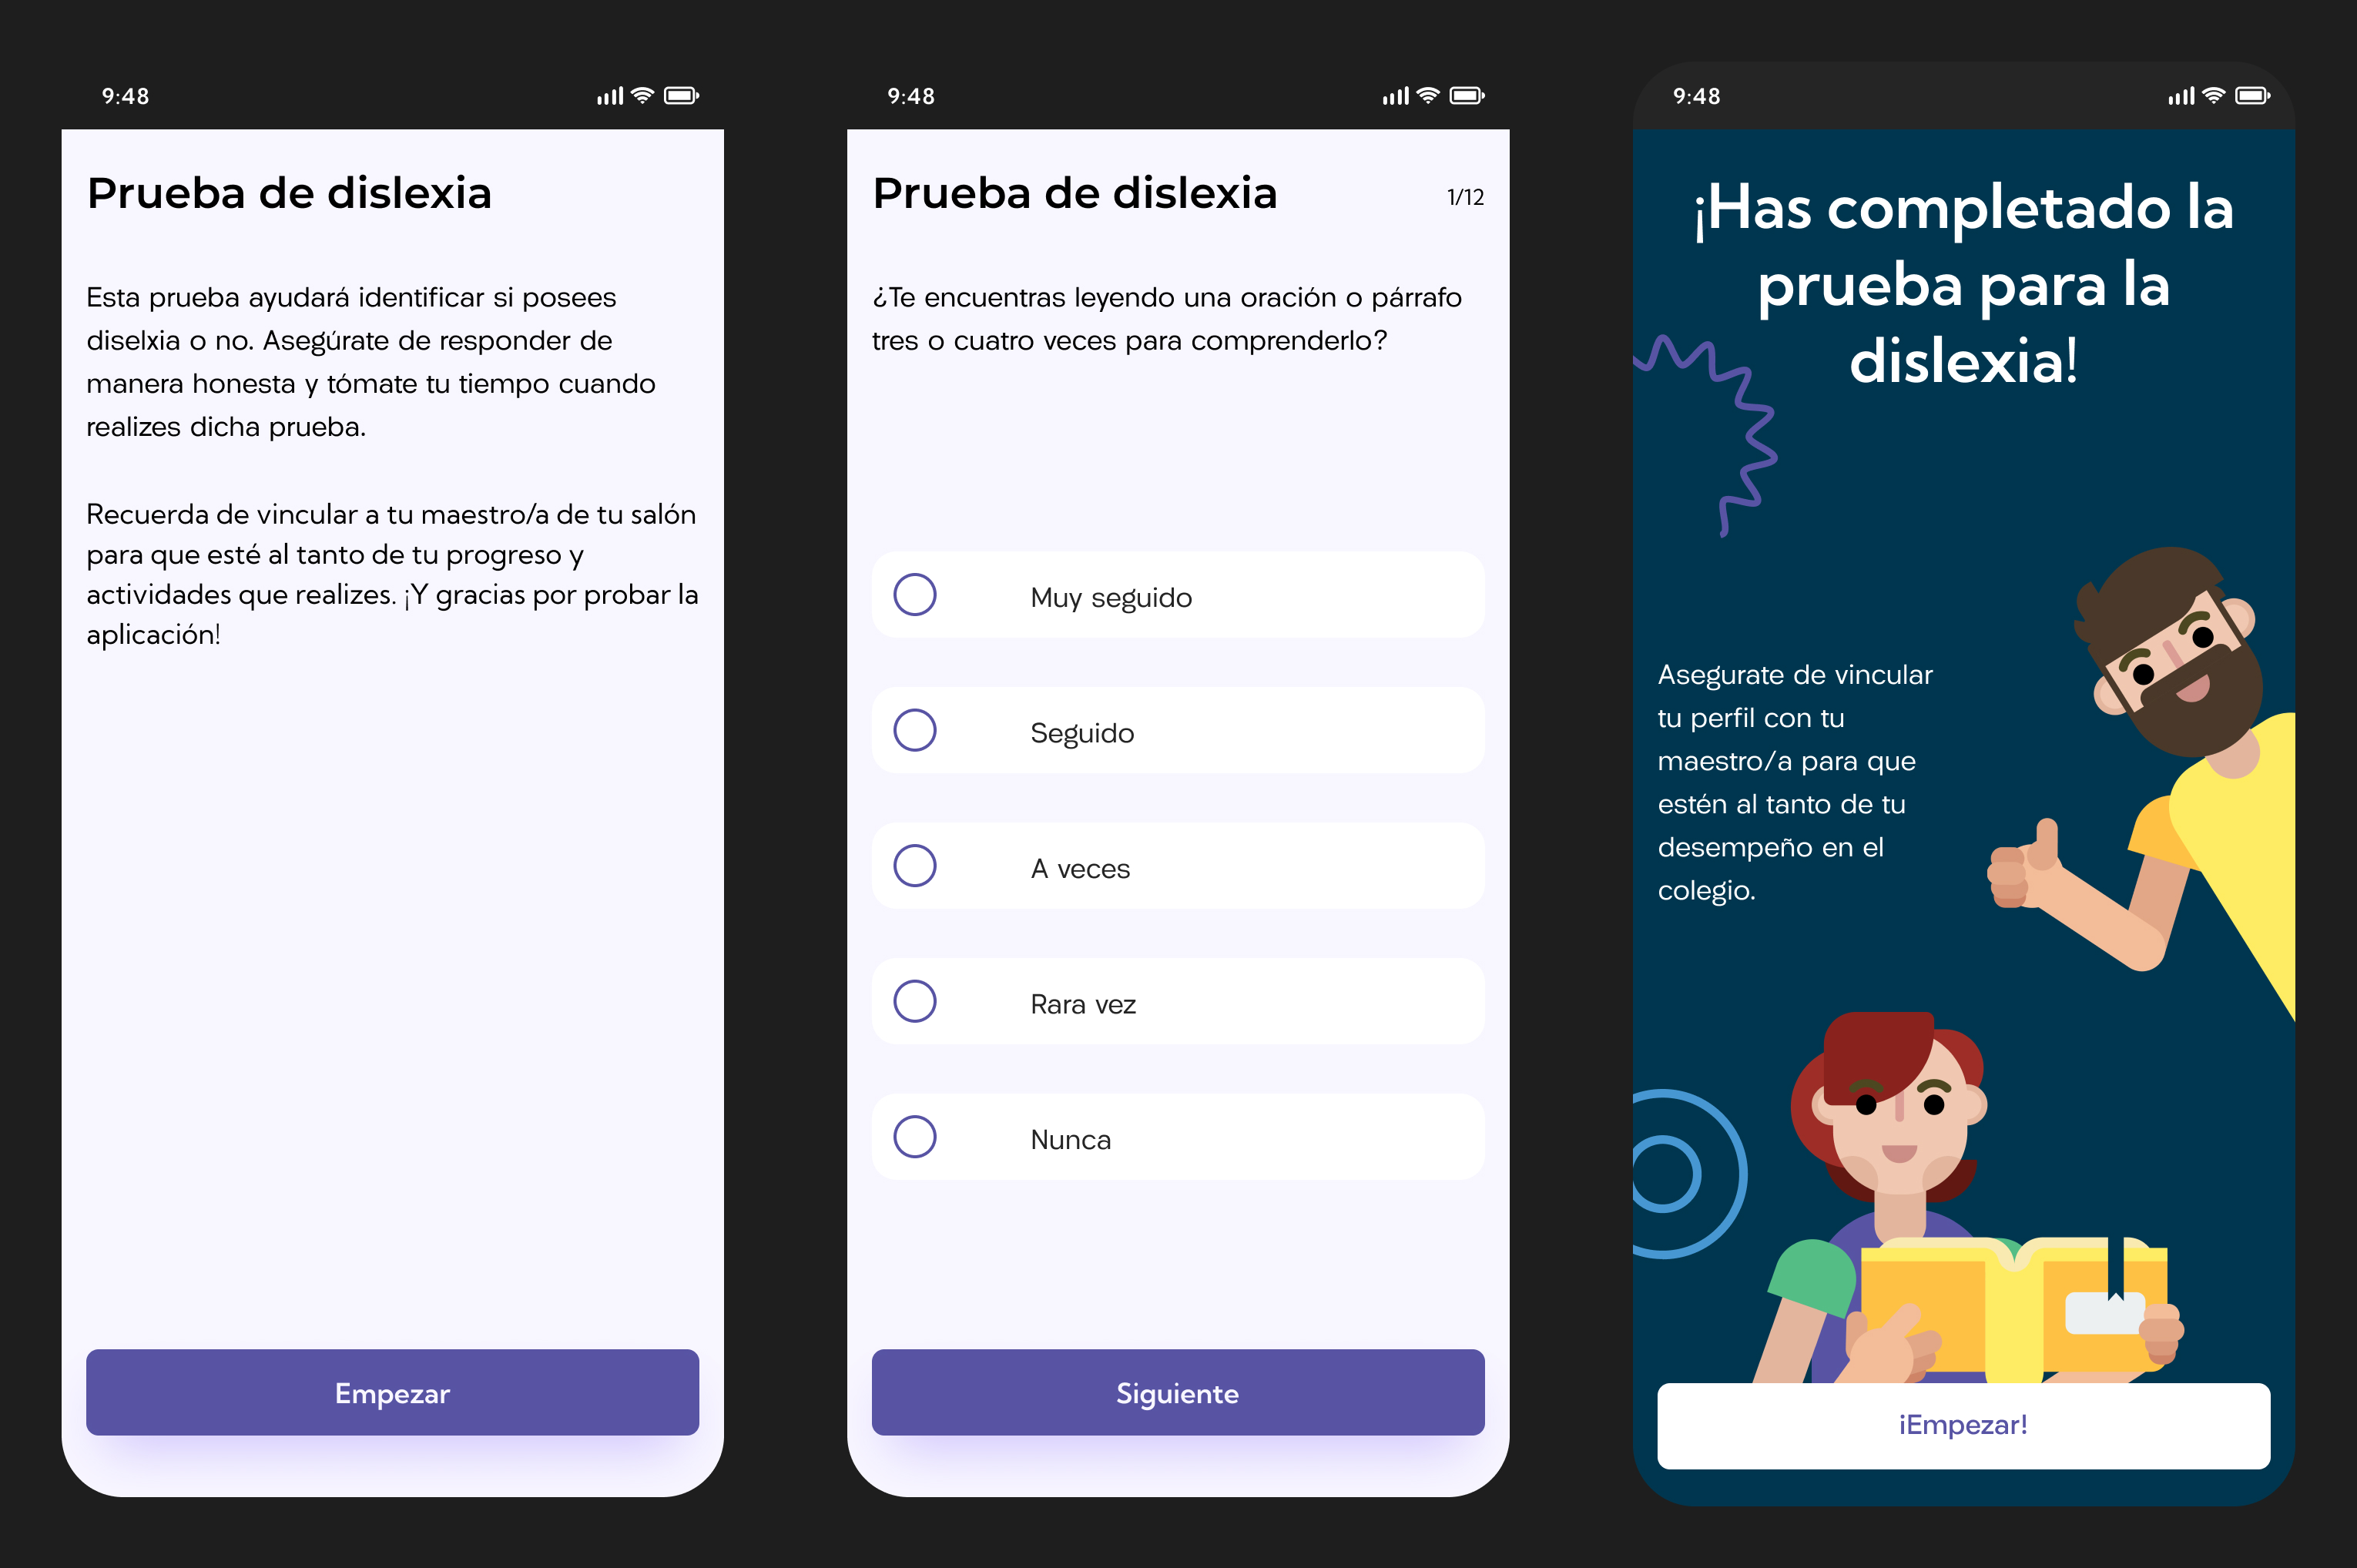 9:48
Prueba de dislexia
Esta prueba ayudará identificar si posees
diselxia o no. Asegúrate de responder de
manera honesta y tómate tu tiempo cuando
realizes dicha prueba.
Recuerda de vincular a tu maestro/a de tu salón
para que esté al tanto de tu progreso y
actividades que realizes. ¡Y gracias por probar la
aplicación!
Empezar
9:48
Prueba de dislexia
1/12
¿Te encuentras leyendo una oración o párrafo
tres o cuatro veces para comprenderlo?
Muy seguido
Seguido
A veces
Rara vez
Nunca
Siguiente
9:48
¡Has completado la
prueba para la
dislexia!
Asegurate de vincular
tu perfil con tu
maestro/a para que
estén al tanto de tu
desempeño en el
colegio.
¡Empezar!